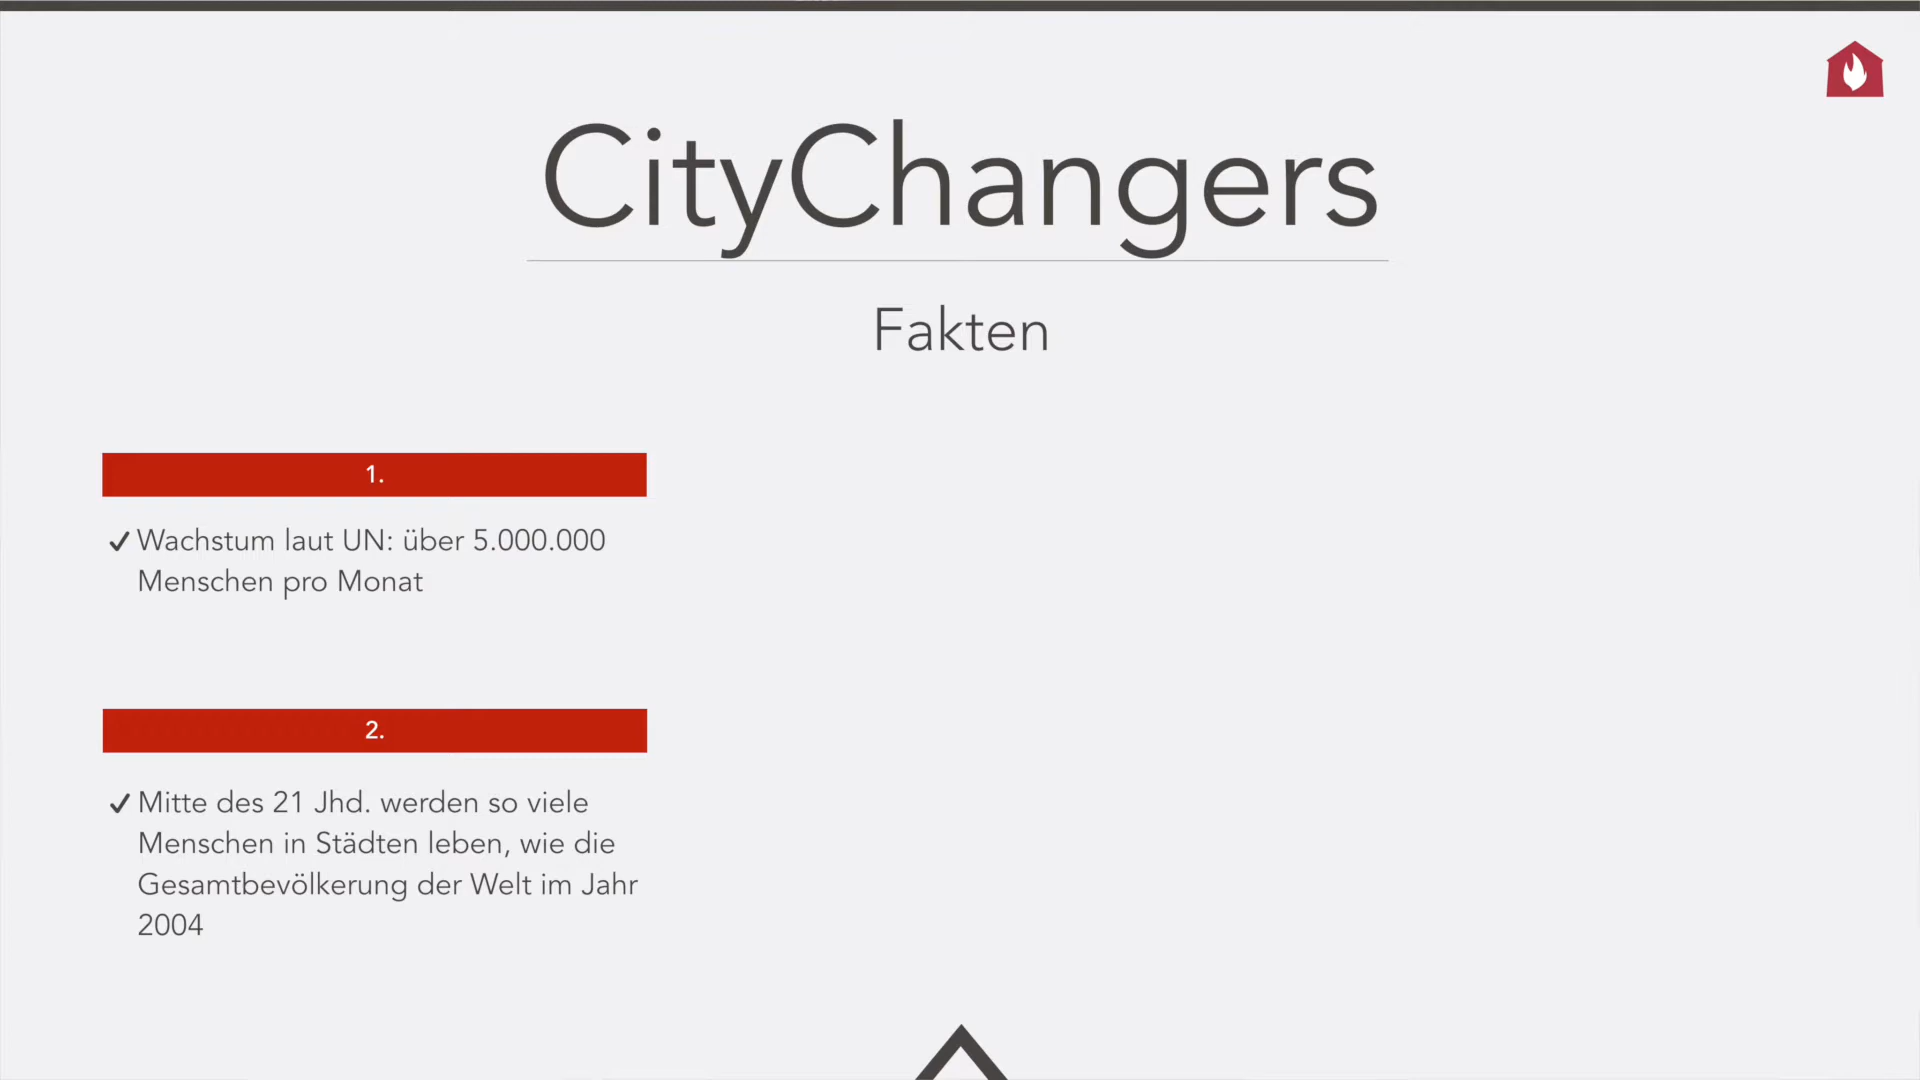 CityChangers
Fakten
1.
✓ Wachstum laut UN: über 5.000.000
Menschen pro Monat
2.
✓ Mitte des 21 Jhd. werden so viele
Menschen in Städten leben, wie die
Gesamtbevölkerung der Welt im Jahr
2004